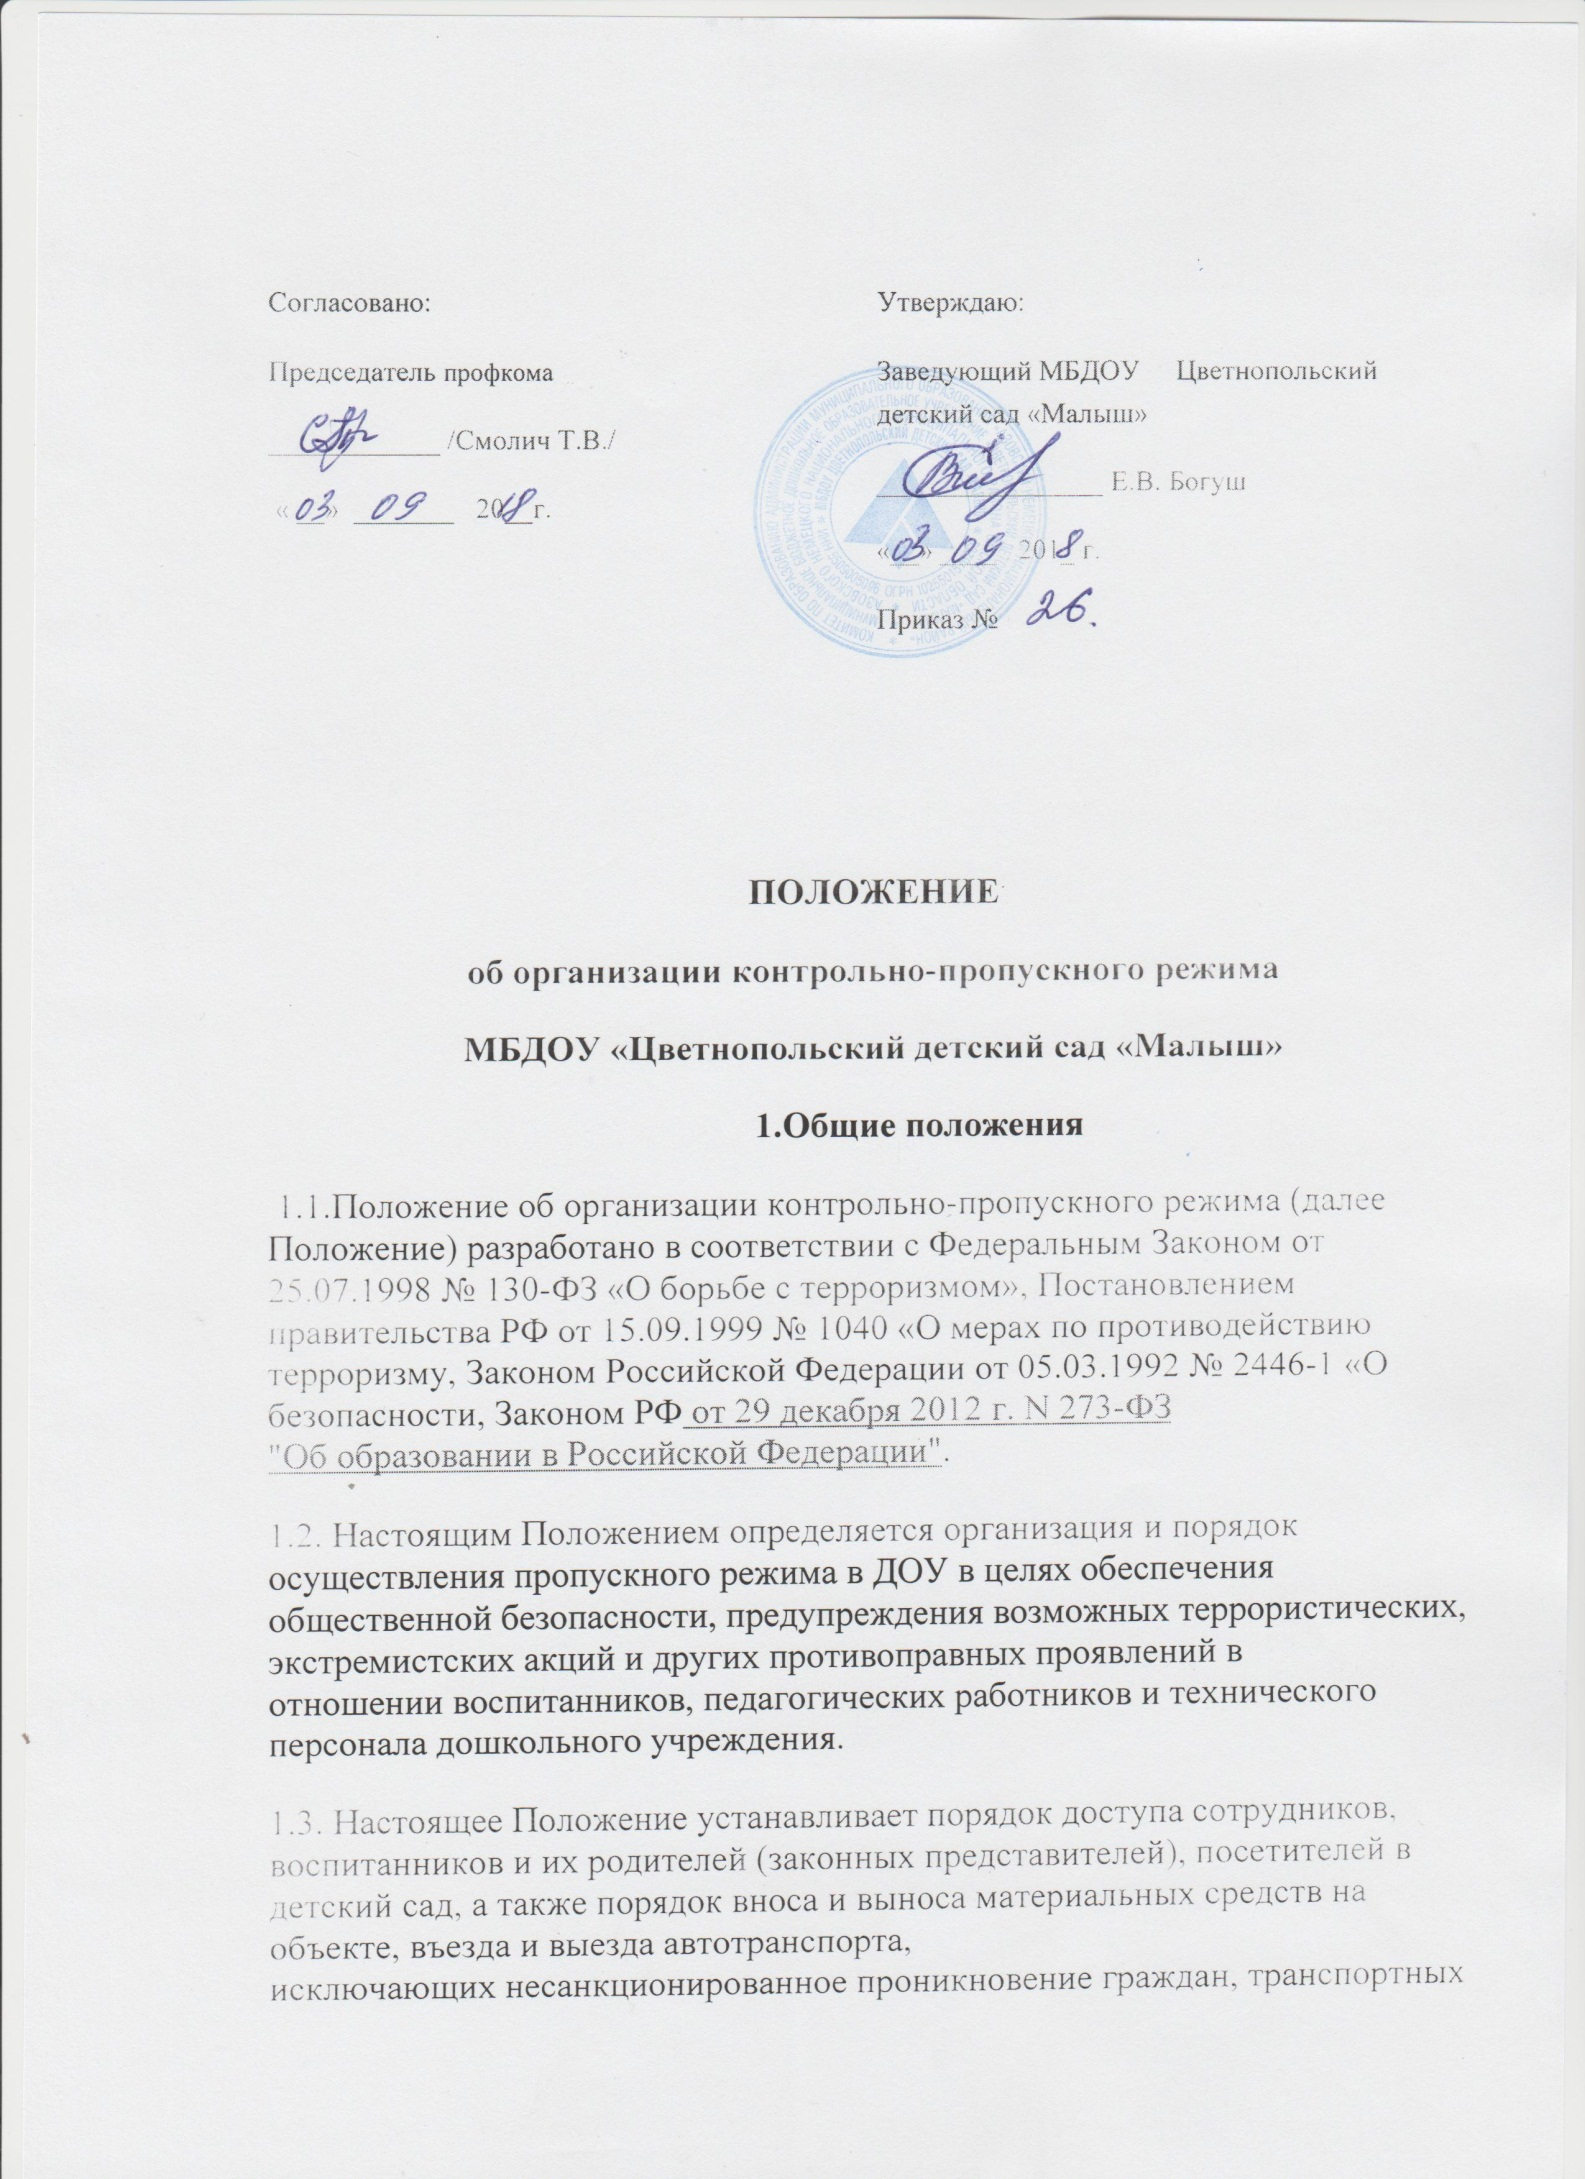 Согласовано:
Утверждаю:
Председатель профкома
Заведующий МБДОУ Цветнопольский
детский сад «Малыш»
/Смолич Т.В./
Е.В. Богуш
«03» 09 2018 г.
«03» 09 2018 г.
Приказ № 26.
ПОЛОЖЕНИЕ
об организации контрольно-пропускного режима
МБДОУ «Цветнопольский детский сад «Малыш»
1.Общие положения
1.1.Положение об организации контрольно-пропускного режима (далее
Положение) разработано в соответствии с Федеральным Законом от
25.07.1998 № 130-ФЗ «О борьбе с терроризмом», Постановлением
правительства РФ от 15.09.1999 № 1040 «О мерах по противодействию
терроризму, Законом Российской Федерации от 05.03.1992 № 2446-1 «О
безопасности, Законом РФ от 29 декабря 2012 г. N 273-ФЗ
"Об образовании в Российской Федерации".
1.2. Настоящим Положением определяется организация и порядок
осуществления пропускного режима в ДОУ в целях обеспечения
общественной безопасности, предупреждения возможных террористических,
экстремистских акций и других противоправных проявлений в
отношении воспитанников, педагогических работников и технического
персонала дошкольного учреждения.
1.3. Настоящее Положение устанавливает порядок доступа сотрудников,
воспитанников и их родителей (законных представителей), посетителей в
детский сад, а также порядок вноса и выноса материальных средств на
объекте, въезда и выезда автотранспорта,
исключающих несанкционированное проникновение граждан, транспортных